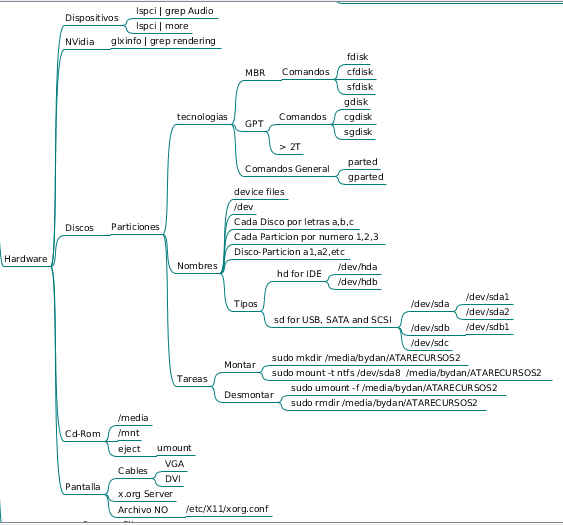 Hardware
Dispositivos
lspci | grep Audio
lspci | more
NVidia
glxinfo | grep rendering
Discos
Particiones
tecnologias
MBR
Comandos
fdisk
cfdisk
sfdisk
GPT
Comandos
gdisk
cgdisk
sgdisk
> 2T
Comandos General
parted
gparted
Nombres
device files
/dev
Cada Disco por letras a,b,c
Cada Particion por numero 1,2,3
Disco-Particion a1,a2,etc
Tipos
hd for IDE
/dev/hda
/dev/hdb
sd for USB, SATA and SCSI
/dev/sda
/dev/sda1
/dev/sda2
/dev/sdb
/dev/sdb1
/dev/sdc
Tareas
Montar
sudo mkdir /media/bydan/ATARECURSOS2
sudo mount -t ntfs /dev/sda8  /media/bydan/ATARECURSOS2
Desmontar
sudo umount -f /media/bydan/ATARECURSOS2
sudo rmdir /media/bydan/ATARECURSOS2
Cd-Rom
/media
/mnt
eject
umount
Pantalla
Cables
VGA
DVI
x.org Server
Archivo NO
/etc/X11/xorg.conf